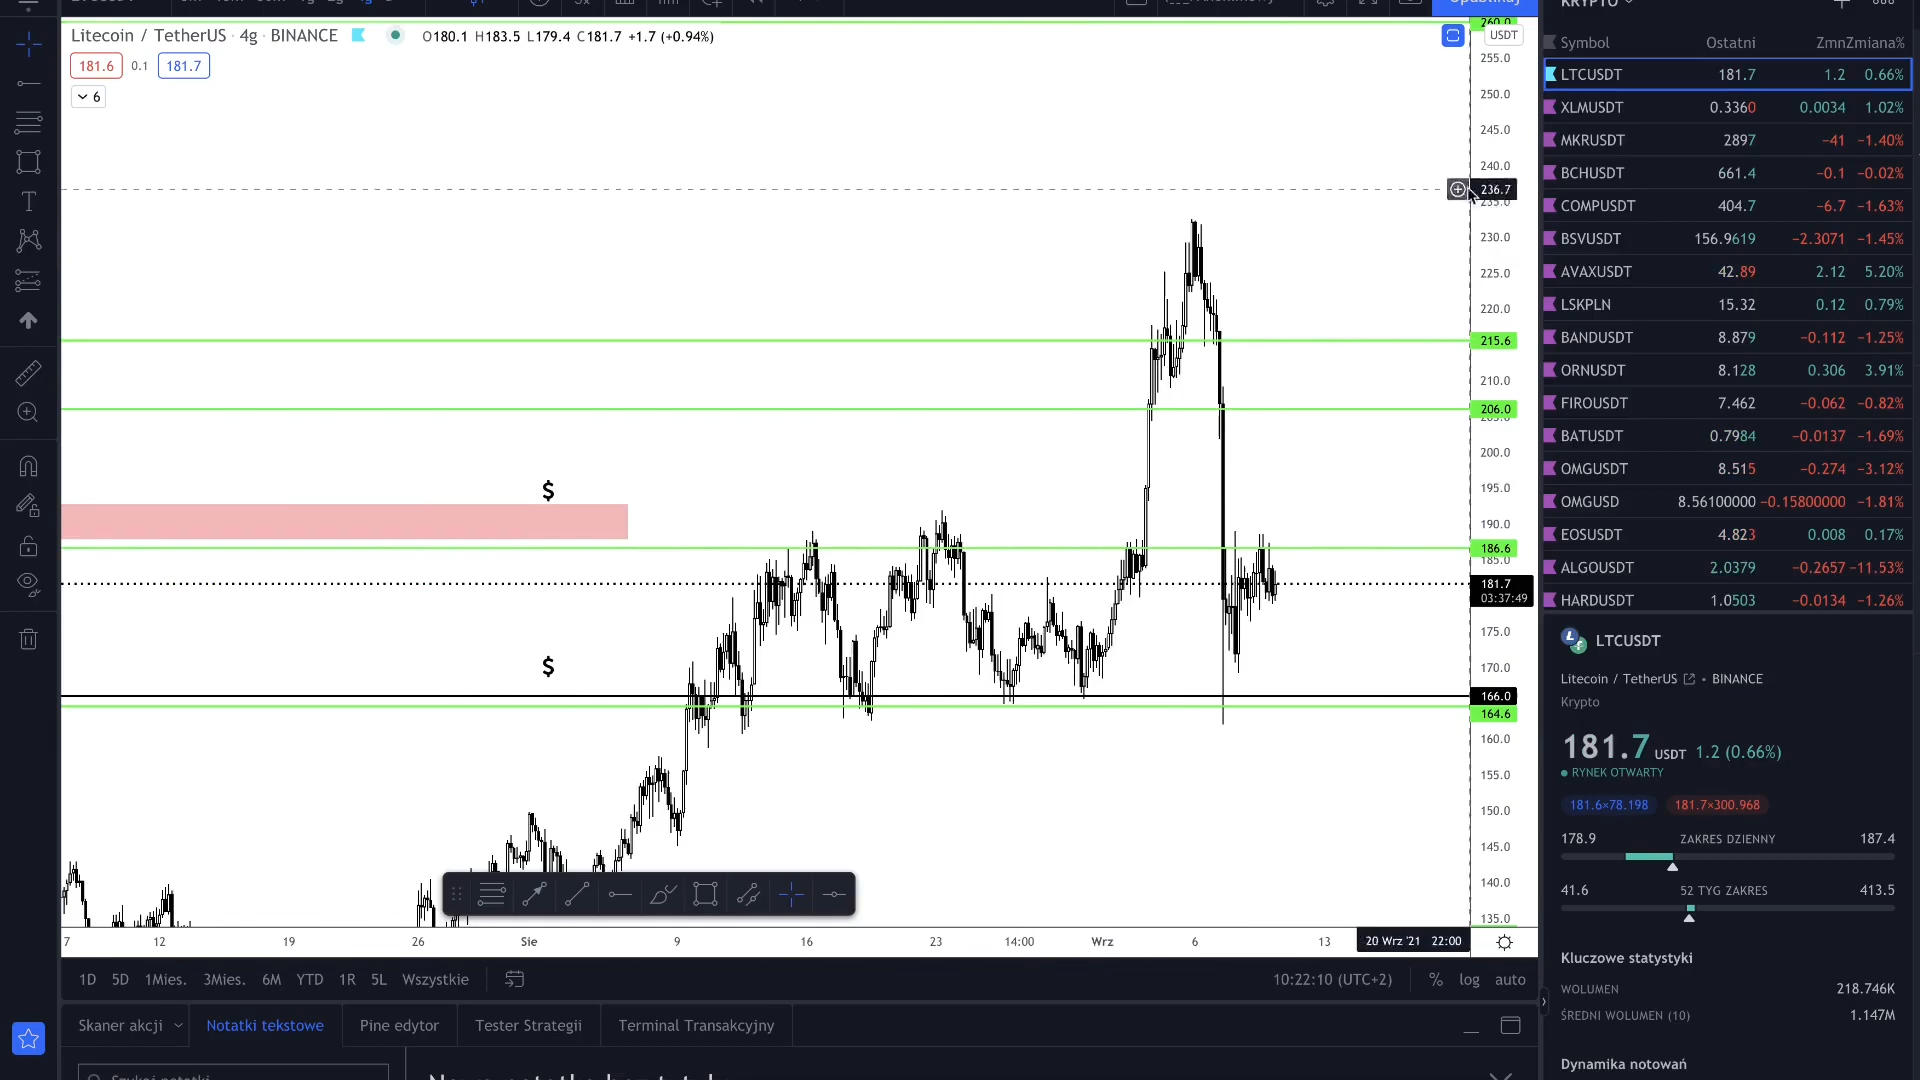 Litecoin / TetherUS · 4g · BINANCE O180.1 H183.5 L179.4 C181.7 +1.7 (+0.94%)
181.6 0.1 181.7
6
USDT
260.0
255.0
250.0
245.0
240.0
236.7
235.0
230.0
225.0
220.0
215.6
210.0
206.0
200.0
195.0
190.0
186.6
185.0
181.7
03:37:49
175.0
170.0
166.0
164.6
160.0
155.0
150.0
145.0
140.0
135.0
$
$
7 12 19 26 Sie 9 16 23 14:00 Wrz 6 13 20 Wrz '21 22:00
1D 5D 1Mies. 3Mies. 6M YTD 1R 5L Wszystkie 10:22:10 (UTC+2) % log auto
Skaner akcji Notatki tekstowe Pine edytor Tester Strategii Terminal Transakcyjny
KRYPTO
Symbol Ostatni Zmn Zmiana%
LTCUSDT 181.7 1.2 0.66%
XLMUSDT 0.3360 0.0034 1.02%
MKRUSDT 2897 −41 −1.40%
BCHUSDT 661.4 −0.1 −0.02%
COMPUSDT 404.7 −6.7 −1.63%
BSVUSDT 156.9619 −2.3071 −1.45%
AVAXUSDT 42.89 2.12 5.20%
LSKPLN 15.32 0.12 0.79%
BANDUSDT 8.879 −0.112 −1.25%
ORNUSDT 8.128 0.306 3.91%
FIROUSDT 7.462 −0.062 −0.82%
BATUSDT 0.7984 −0.0137 −1.69%
OMGUSDT 8.515 −0.274 −3.12%
OMGUSD 8.56100000 −0.15800000 −1.81%
EOSUSDT 4.823 0.008 0.17%
ALGOUSDT 2.0379 −0.2657 −11.53%
HARDUSDT 1.0503 −0.0134 −1.26%
LTCUSDT
Litecoin / TetherUS • BINANCE
Krypto
181.7 USDT 1.2 (0.66%)
RYNEK OTWARTY
181.6×78.198 181.7×300.968
178.9 ZAKRES DZIENNY 187.4
41.6 52 TYG ZAKRES 413.5
Kluczowe statystyki
WOLUMEN 218.746K
ŚREDNI WOLUMEN (10) 1.147M
Dynamika notowań